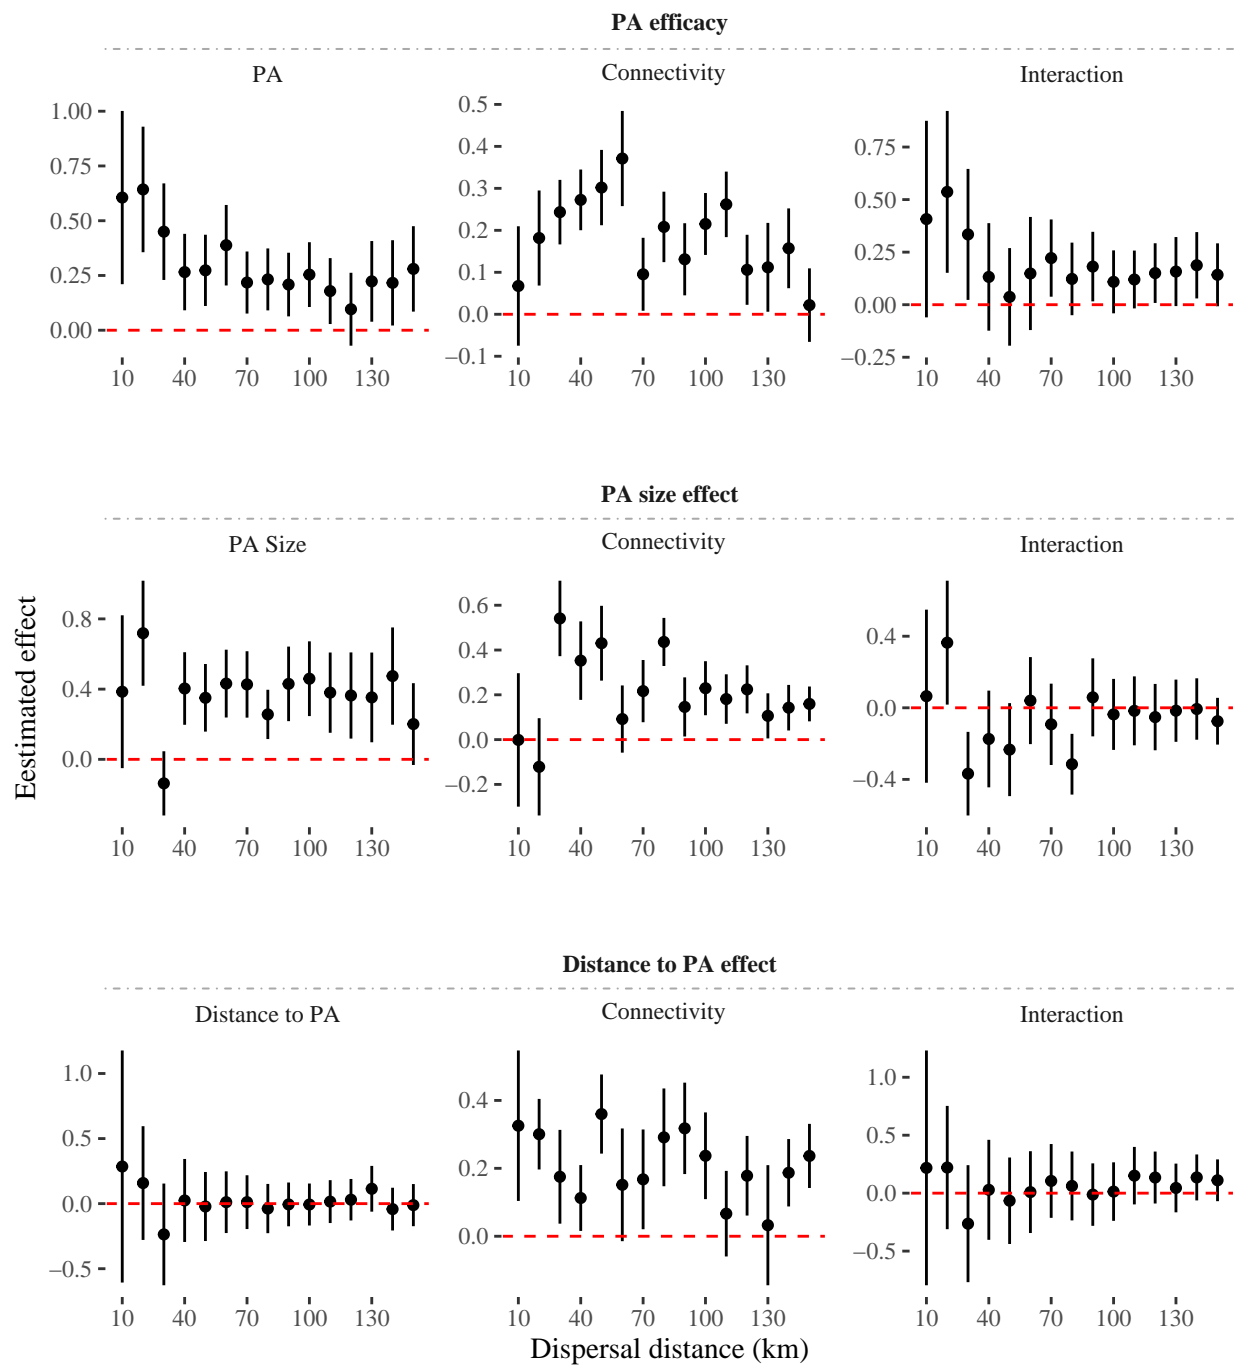 PA efficacy
PA Connectivity Interaction
1.00
0.75
0.50
0.25
0.00
10 40 70 100 130
0.5
0.4
0.3
0.2
0.1
0.0
−0.1
10 40 70 100 130
0.75
0.50
0.25
0.00
−0.25
10 40 70 100 130
PA size effect
PA Size Connectivity Interaction
Eestimated effect
0.8
0.4
0.0
10 40 70 100 130
0.6
0.4
0.2
0.0
−0.2
10 40 70 100 130
0.4
0.0
−0.4
10 40 70 100 130
Distance to PA effect
Distance to PA Connectivity Interaction
1.0
0.5
0.0
−0.5
10 40 70 100 130
0.4
0.2
0.0
10 40 70 100 130
1.0
0.5
0.0
−0.5
10 40 70 100 130
Dispersal distance (km)